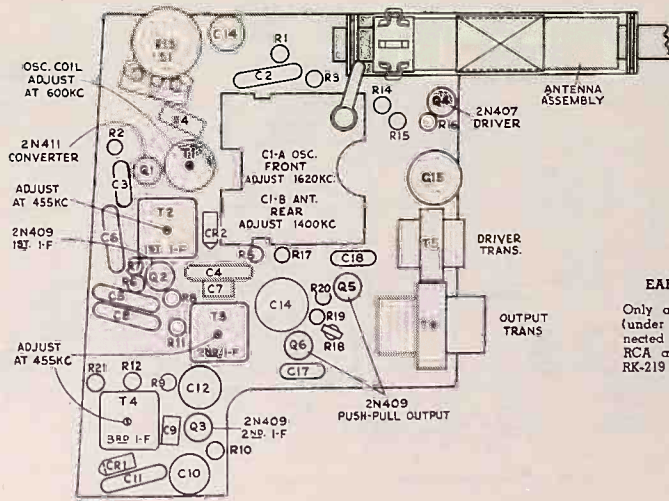 C14
R1
C2
R3
OSC. COIL
ADJUST
AT 600KC
2N411
CONVERTER
R2
Q1
C3
ADJUST
AT 455KC
T2
1ST. I-F
2N409
1ST. I-F
CR2
C1-A OSC.
FRONT
ADJUST 1620KC
C1-B ANT.
REAR
ADJUST 1400KC
ANTENNA
ASSEMBLY
R14
R15
Q4
R16
2N407
DRIVER
DRIVER
TRANS.
OUTPUT
TRANS
R17
C18
Q2
R8
C4
C7
R11
T3
2ND. I-F
C14
R20
Q5
R19
R18
Q6
C17
2N409
PUSH-PULL OUTPUT
ADJUST
AT 455KC
R21
R12
R9
C12
T4
3RD I-F
C9
Q3
2N409
2ND. I-F
R10
CR1
C11
C10
EAR
Only a
(under
nected
RCA a
RK-219